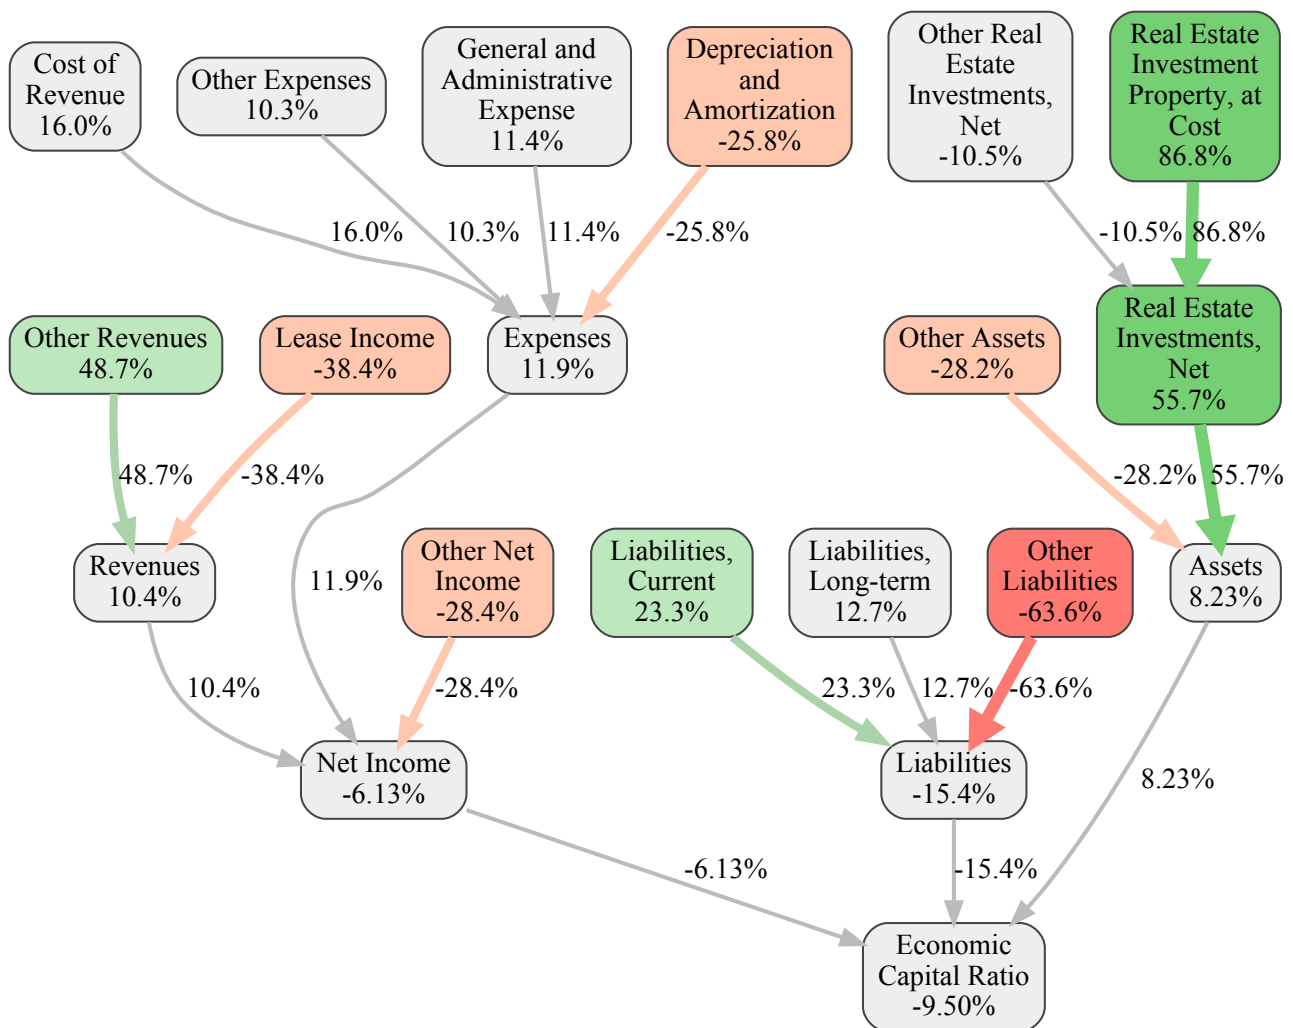 Cost of
Revenue
16.0%
Other Expenses
10.3%
General and
Administrative
Expense
11.4%
Depreciation
and
Amortization
-25.8%
Other Real
Estate
Investments,
Net
-10.5%
Real Estate
Investment
Property, at
Cost
86.8%
16.0%
10.3%
11.4%
-25.8%
-10.5%
86.8%
Other Revenues
48.7%
Lease Income
-38.4%
Expenses
11.9%
Other Assets
-28.2%
Real Estate
Investments,
Net
55.7%
48.7%
-38.4%
-28.2%
55.7%
Revenues
10.4%
11.9%
Other Net
Income
-28.4%
Liabilities,
Current
23.3%
Liabilities,
Long-term
12.7%
Other
Liabilities
-63.6%
Assets
8.23%
10.4%
-28.4%
23.3%
12.7%
-63.6%
Net Income
-6.13%
Liabilities
-15.4%
8.23%
-6.13%
-15.4%
Economic
Capital Ratio
-9.50%